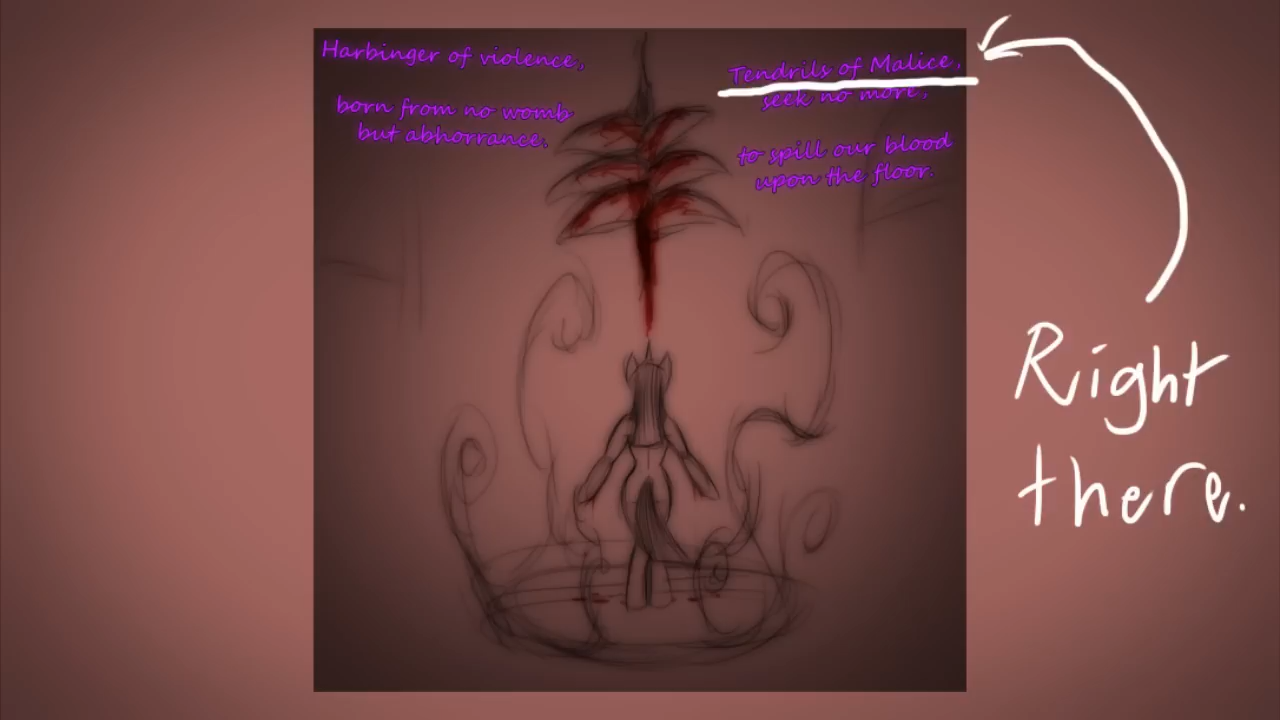 Harbinger of violence,
born from no womb
but abhorrance.
Tendrils of Malice,
seek no more,
to spill our blood
upon the floor.
Right
there.